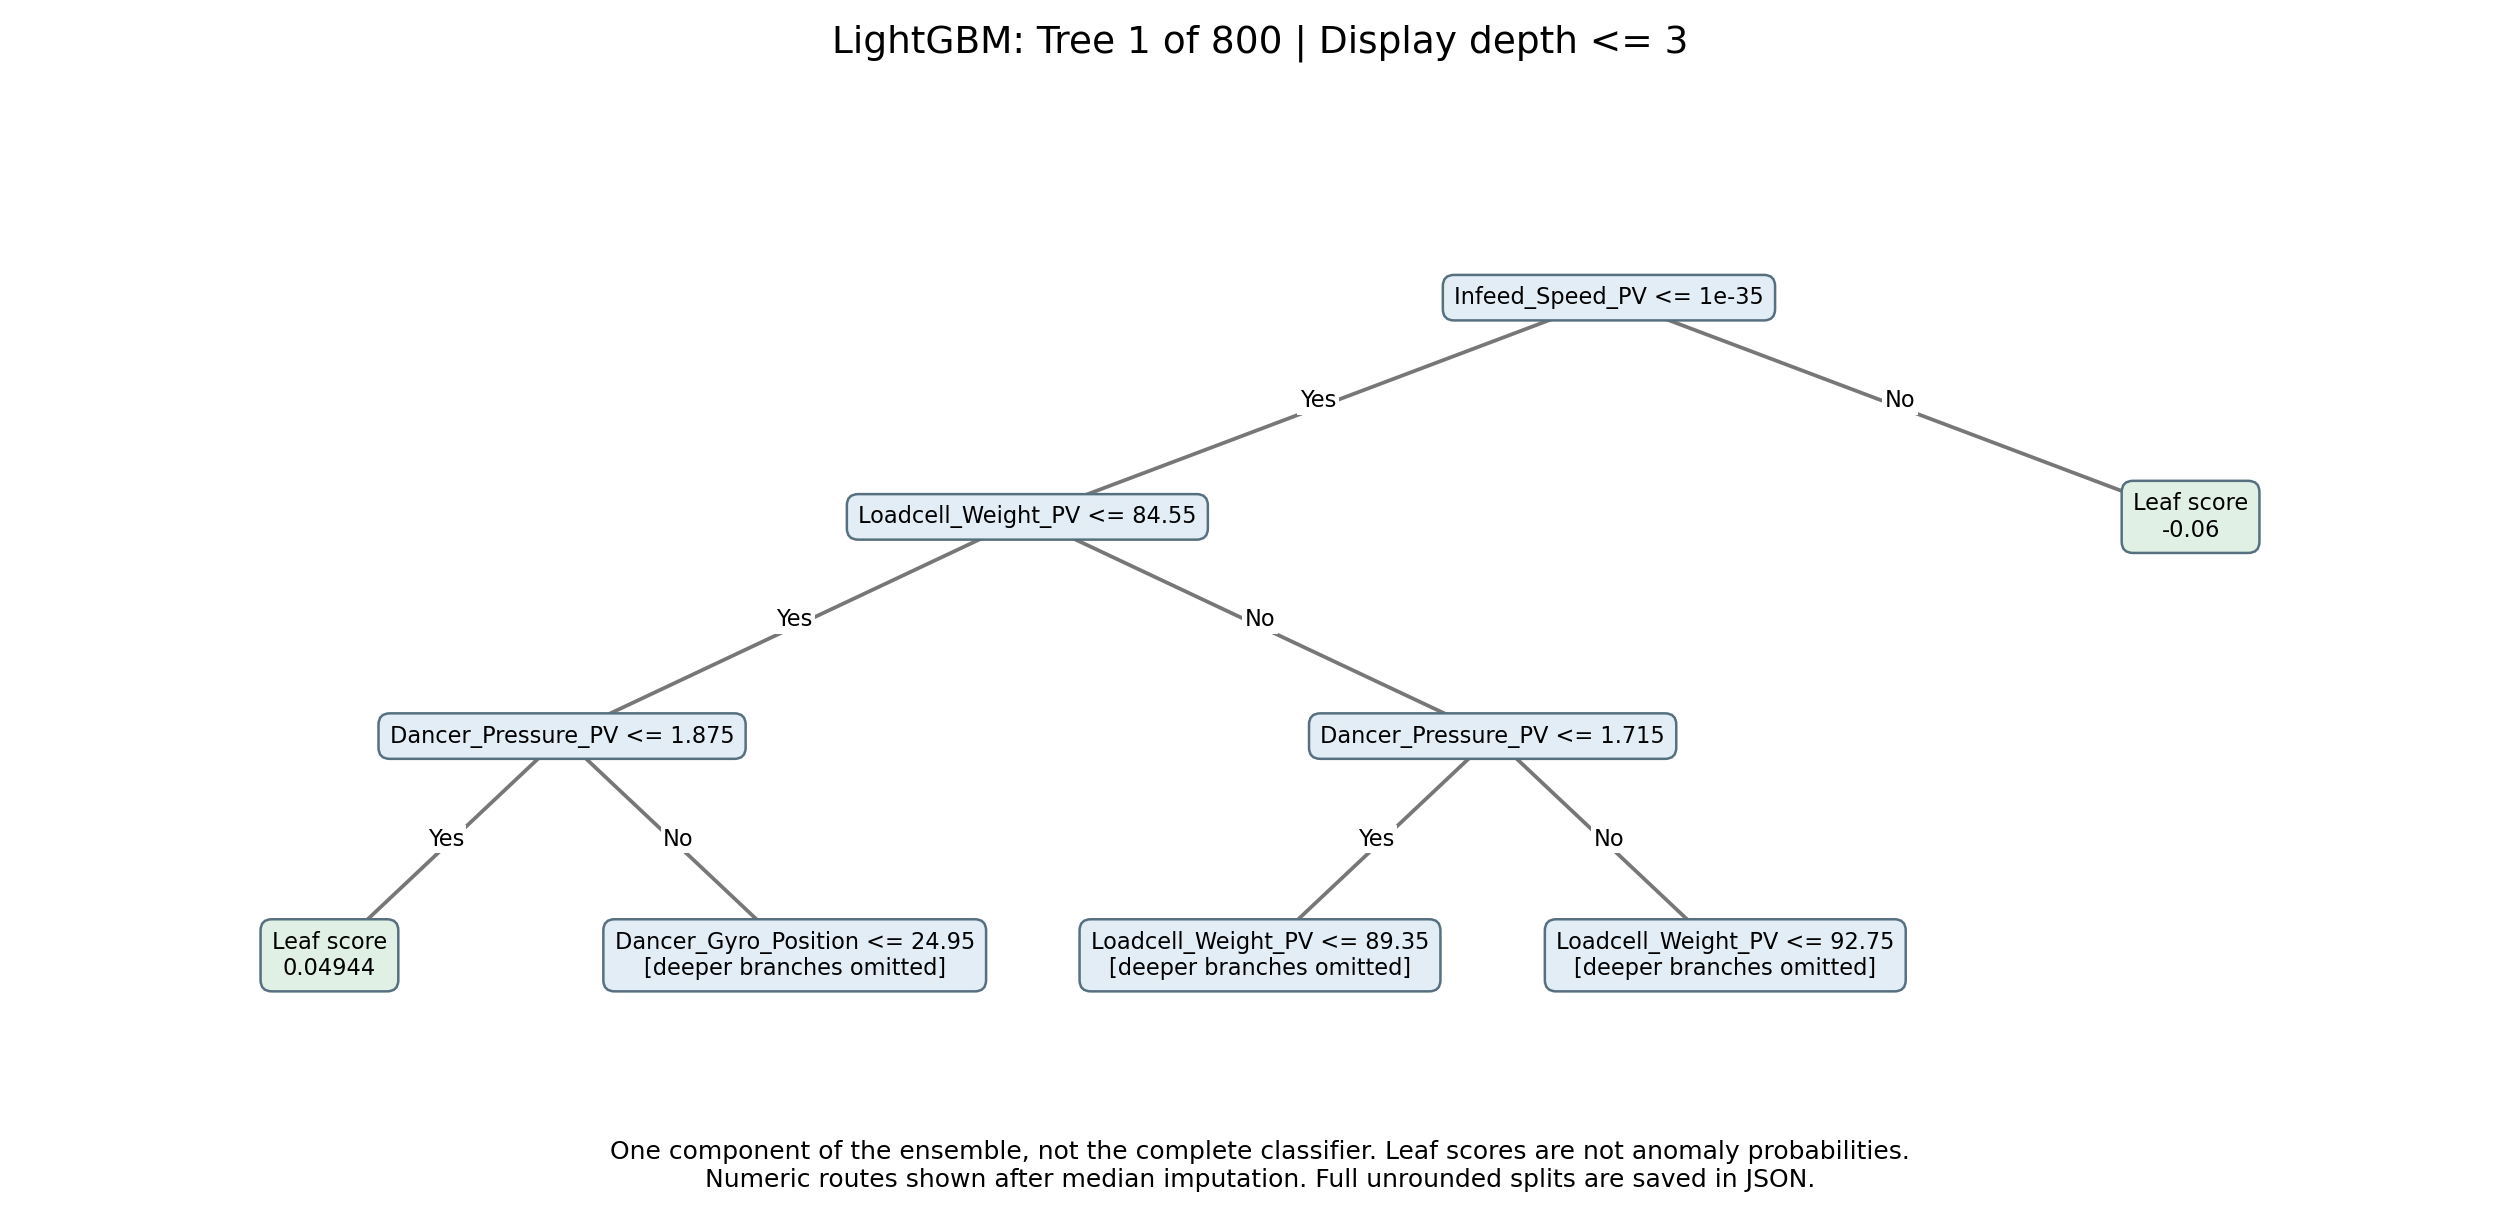 LightGBM: Tree 1 of 800 | Display depth <= 3
Infeed_Speed_PV <= 1e-35
Yes
No
Loadcell_Weight_PV <= 84.55
Leaf score
-0.06
Yes
No
Dancer_Pressure_PV <= 1.875
Dancer_Pressure_PV <= 1.715
Yes
No
Yes
No
Leaf score
0.04944
Dancer_Gyro_Position <= 24.95
[deeper branches omitted]
Loadcell_Weight_PV <= 89.35
[deeper branches omitted]
Loadcell_Weight_PV <= 92.75
[deeper branches omitted]
One component of the ensemble, not the complete classifier. Leaf scores are not anomaly probabilities.
Numeric routes shown after median imputation. Full unrounded splits are saved in JSON.